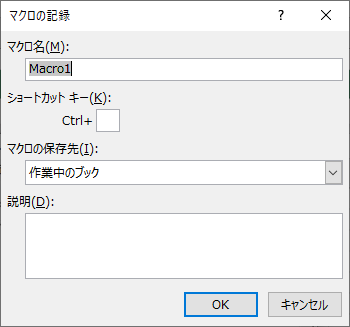 マクロの記録
?
マクロ名(M):
Macro1
ショートカット キー(K):
Ctrl+
マクロの保存先(I):
作業中のブック
説明(D):
OK
キャンセル